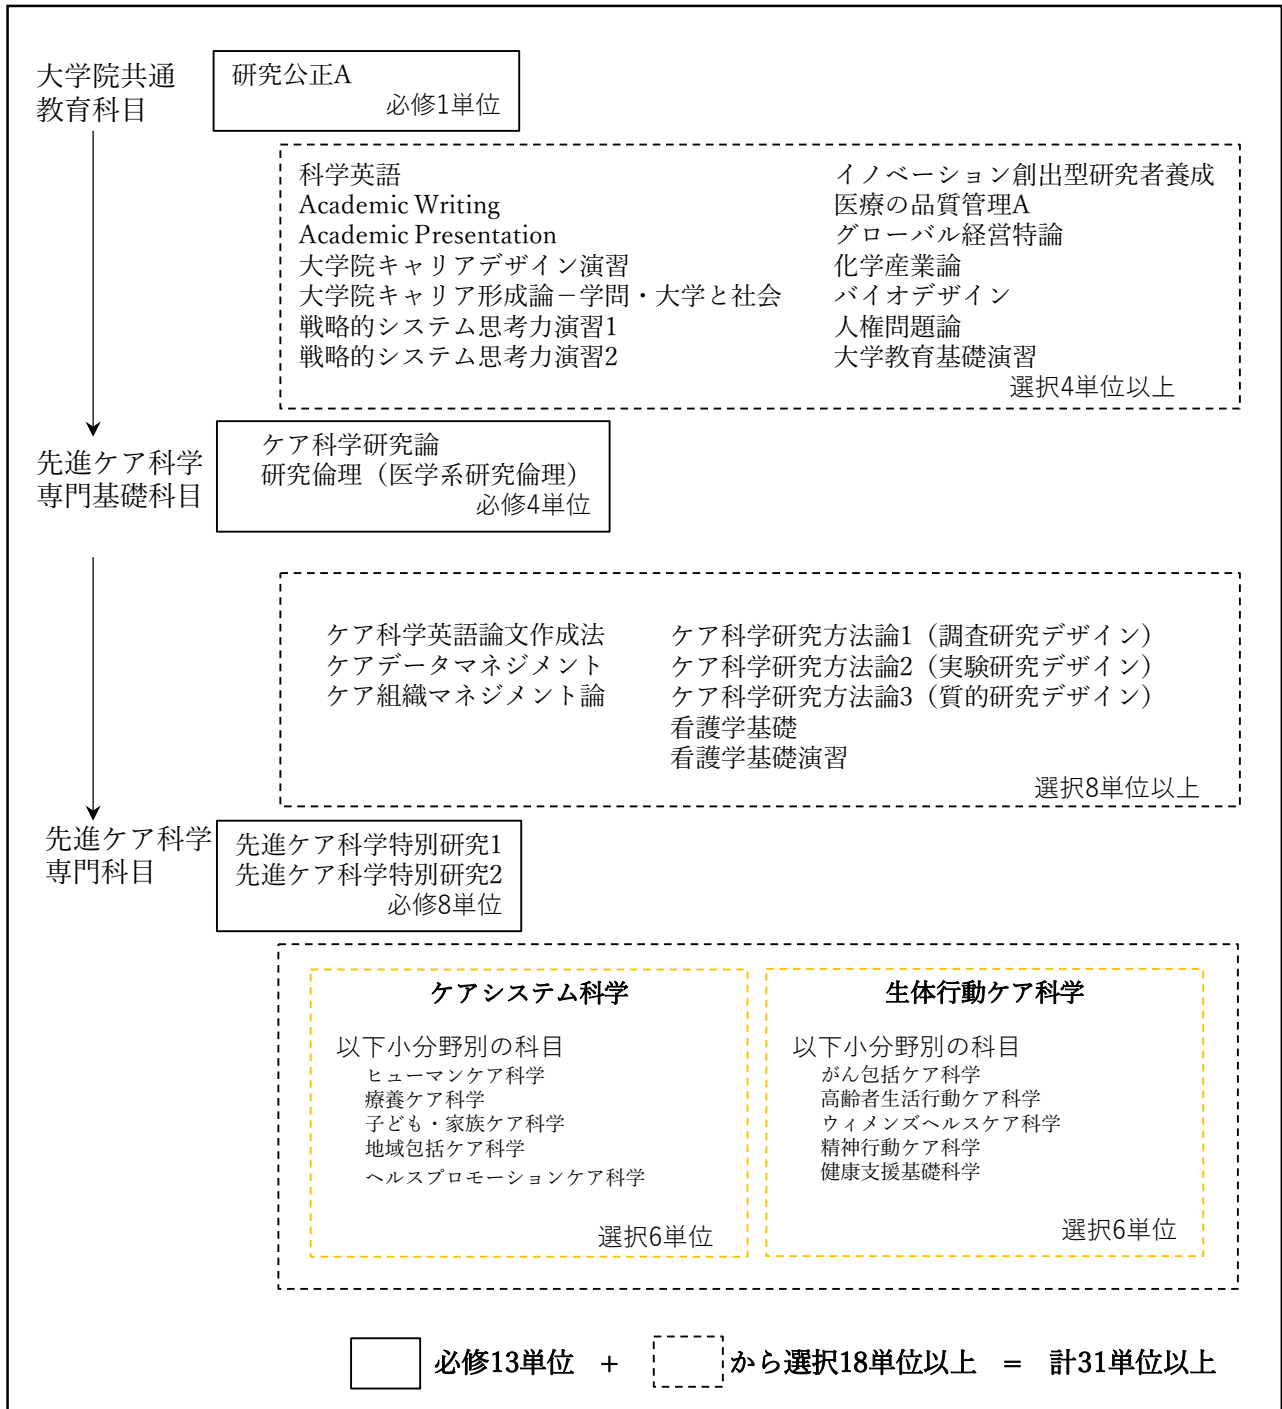 大学院共通
教育科目
研究公正A
必修1単位
科学英語
Academic Writing
Academic Presentation
大学院キャリアデザイン演習
大学院キャリア形成論－学問・大学と社会
戦略的システム思考力演習1
戦略的システム思考力演習2
イノベーション創出型研究者養成
医療の品質管理A
グローバル経営特論
化学産業論
バイオデザイン
人権問題論
大学教育基礎演習
選択4単位以上
先進ケア科学
専門基礎科目
ケア科学研究論
研究倫理（医学系研究倫理）
必修4単位
ケア科学英語論文作成法
ケアデータマネジメント
ケア組織マネジメント論
ケア科学研究方法論1（調査研究デザイン）
ケア科学研究方法論2（実験研究デザイン）
ケア科学研究方法論3（質的研究デザイン）
看護学基礎
看護学基礎演習
選択8単位以上
先進ケア科学
専門科目
先進ケア科学特別研究1
先進ケア科学特別研究2
必修8単位
ケアシステム科学
以下小分野別の科目
ヒューマンケア科学
療養ケア科学
子ども・家族ケア科学
地域包括ケア科学
ヘルスプロモーションケア科学
選択6単位
生体行動ケア科学
以下小分野別の科目
がん包括ケア科学
高齢者生活行動ケア科学
ウィメンズヘルスケア科学
精神行動ケア科学
健康支援基礎科学
選択6単位
必修13単位 + から選択18単位以上 = 計31単位以上